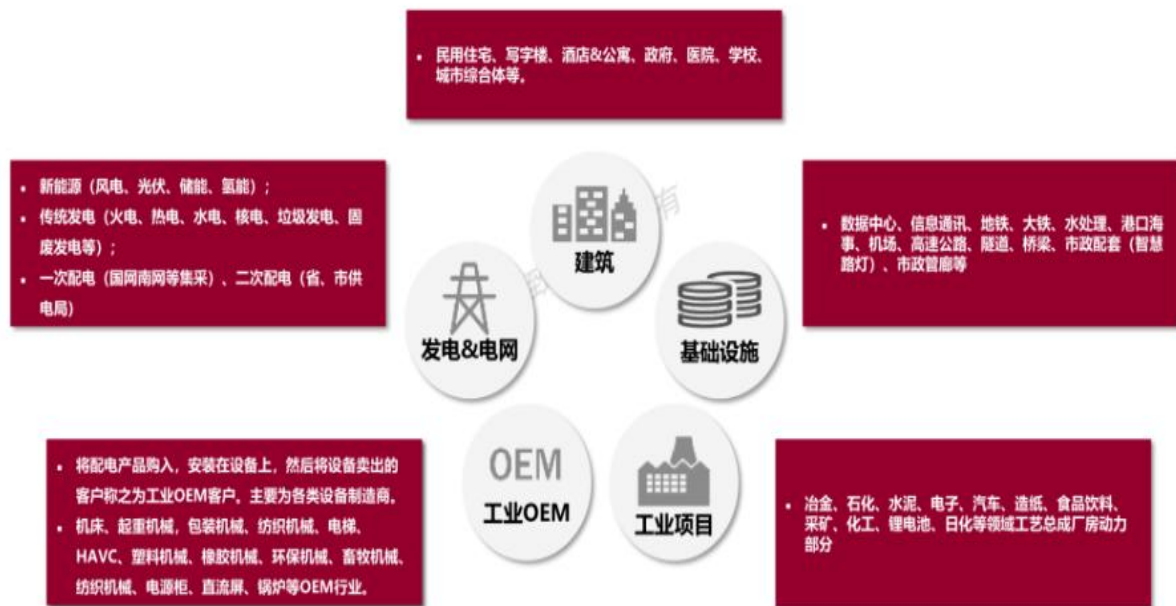 民用住宅、写字楼、酒店&公寓、政府、医院、学校、
城市综合体等。
新能源（风电、光伏、储能、氢能）；
传统发电（火电、热电、水电、核电、垃圾发电、固
废发电等）；
一次配电（国网南网等集采）、二次配电（省、市供
电局）
数据中心、信息通讯、地铁、大铁、水处理、港口海
事、机场、高速公路、隧道、桥梁、市政配套（智慧
路灯）、市政管廊等
有
建筑
发电&电网
基础设施
OEM
工业OEM
工业项目
将配电产品购入，安装在设备上，然后将设备卖出的
客户称之为工业OEM客户。主要为各类设备制造商。
机床、起重机械，包装机械、纺织机械、电梯、
HAVC、塑料机械、橡胶机械、环保机械、畜牧机械、
纺织机械、电源柜、直流屏、锅炉等OEM行业。
冶金、石化、水泥、电子、汽车、造纸、食品饮料、
采矿、化工、锂电池、日化等领域工艺总成厂房动力
部分